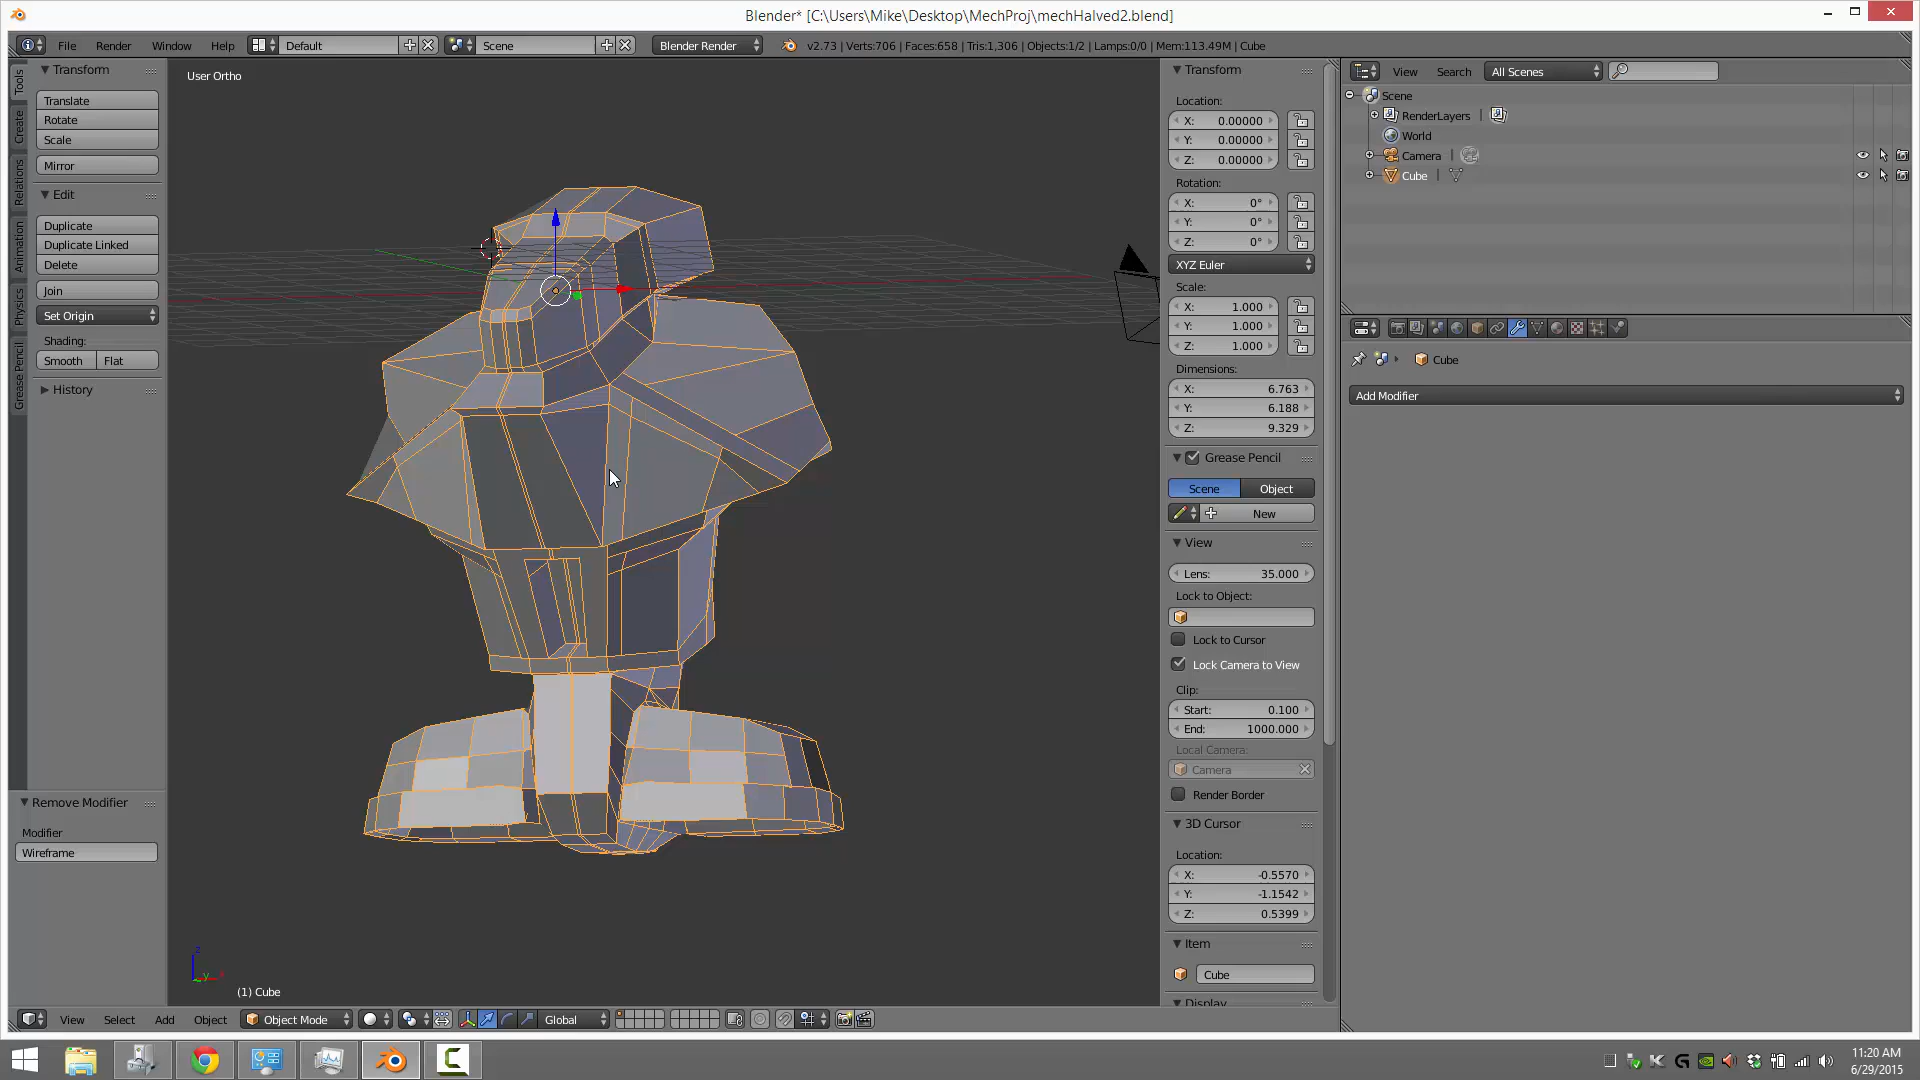 Blender* [C:\Users\Mike\Desktop\MechProj\mechHalved2.blend]
File Render Window Help Default Scene Blender Render v2.73 | Verts:706 | Faces:658 | Tris:1,306 | Objects:1/2 | Lamps:0/0 | Mem:113.49M | Cube
Tools
Create
Relations
Animation
Physics
Grease Pencil
Transform
Translate
Rotate
Scale
Mirror
Edit
Duplicate
Duplicate Linked
Delete
Join
Set Origin
Shading:
Smooth Flat
History
Remove Modifier
Modifier
Wireframe
User Ortho
z
y
x
(1) Cube
Transform
Location:
X: 0.00000
Y: 0.00000
Z: 0.00000
Rotation:
X: 0°
Y: 0°
Z: 0°
XYZ Euler
Scale:
X: 1.000
Y: 1.000
Z: 1.000
Dimensions:
X: 6.763
Y: 6.188
Z: 9.329
Grease Pencil
Scene Object
New
View
Lens: 35.000
Lock to Object:
Lock to Cursor
Lock Camera to View
Clip:
Start: 0.100
End: 1000.000
Local Camera:
Camera
Render Border
3D Cursor
Location:
X: -0.5570
Y: -1.1542
Z: 0.5399
Item
Cube
Display
View Search All Scenes
Scene
RenderLayers
World
Camera
Cube
Cube
Add Modifier
View Select Add Object Object Mode Global
11:20 AM
6/29/2015